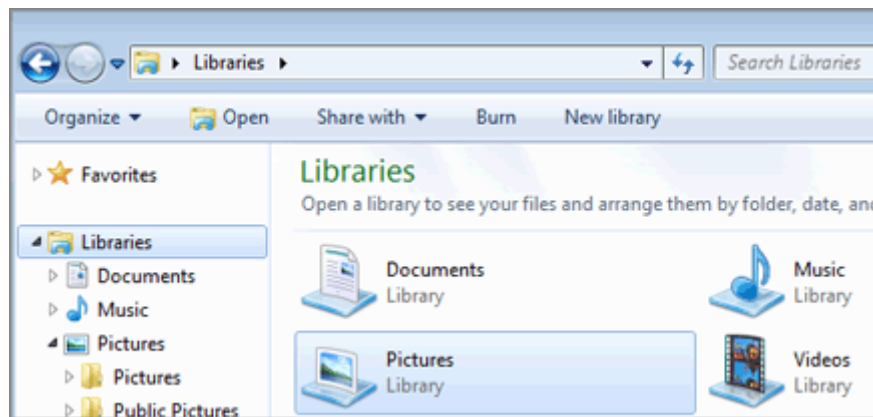 Libraries
Search Libraries
Organize
Open
Share with
Burn
New library
Favorites
Libraries
Documents
Music
Pictures
Pictures
Public Pictures
Libraries
Open a library to see your files and arrange them by folder, date, and
Documents
Library
Music
Library
Pictures
Library
Videos
Library